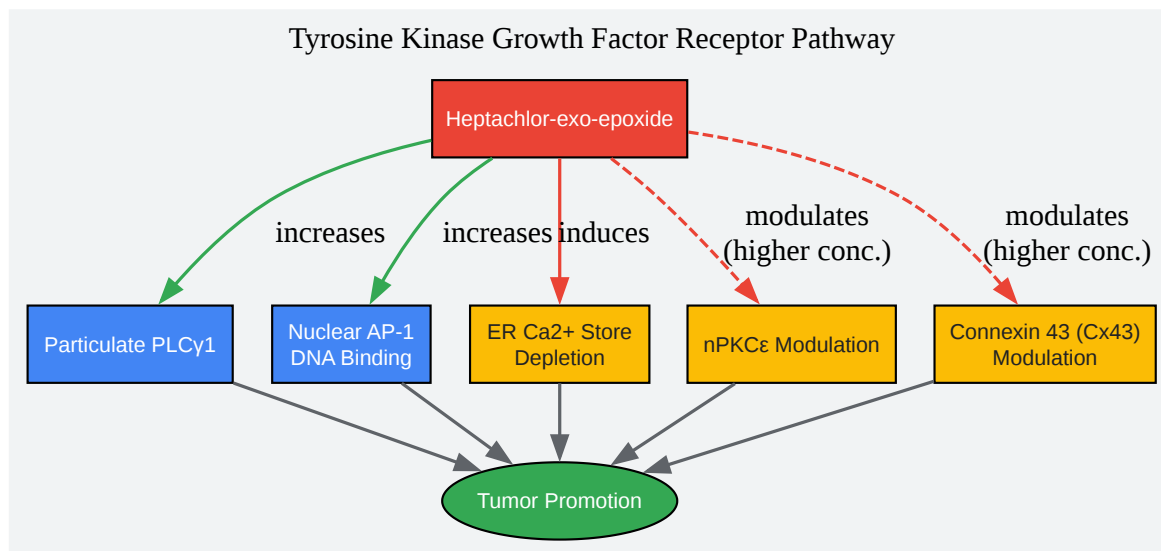 Tyrosine Kinase Growth Factor Receptor Pathway
Heptachlor-exo-epoxide
increases
increases
induces
modulates
(higher conc.)
modulates
(higher conc.)
Particulate PLCγ1
Nuclear AP-1
DNA Binding
ER Ca2+ Store
Depletion
nPKCε Modulation
Connexin 43 (Cx43)
Modulation
Tumor Promotion